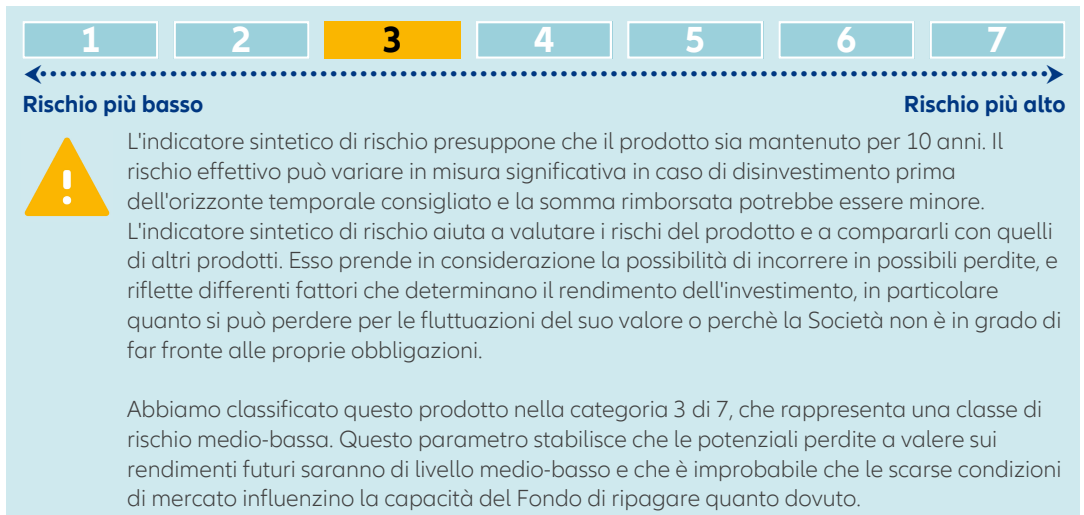 1 2 3 4 5 6 7
Rischio più basso Rischio più alto
L'indicatore sintetico di rischio presuppone che il prodotto sia mantenuto per 10 anni. Il
rischio effettivo può variare in misura significativa in caso di disinvestimento prima
dell'orizzonte temporale consigliato e la somma rimborsata potrebbe essere minore.
L'indicatore sintetico di rischio aiuta a valutare i rischi del prodotto e a compararli con quelli
di altri prodotti. Esso prende in considerazione la possibilità di incorrere in possibili perdite, e
riflette differenti fattori che determinano il rendimento dell'investimento, in particolare
quanto si può perdere per le fluttuazioni del suo valore o perchè la Società non è in grado di
far fronte alle proprie obbligazioni.
Abbiamo classificato questo prodotto nella categoria 3 di 7, che rappresenta una classe di
rischio medio-bassa. Questo parametro stabilisce che le potenziali perdite a valere sui
rendimenti futuri saranno di livello medio-basso e che è improbabile che le scarse condizioni
di mercato influenzino la capacità del Fondo di ripagare quanto dovuto.